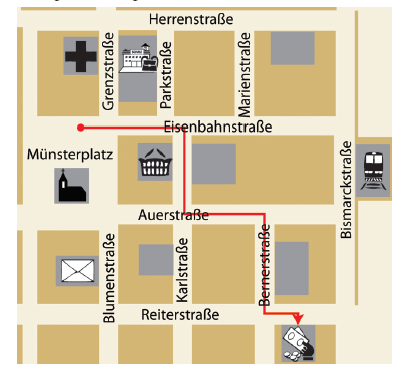 Herrenstraße
Grenzstraße
Parkstraße
Marienstraße
Eisenbahnstraße
Münsterplatz
Bismarckstraße
Auerstraße
Blumenstraße
Karlstraße
Bernerstraße
Reiterstraße